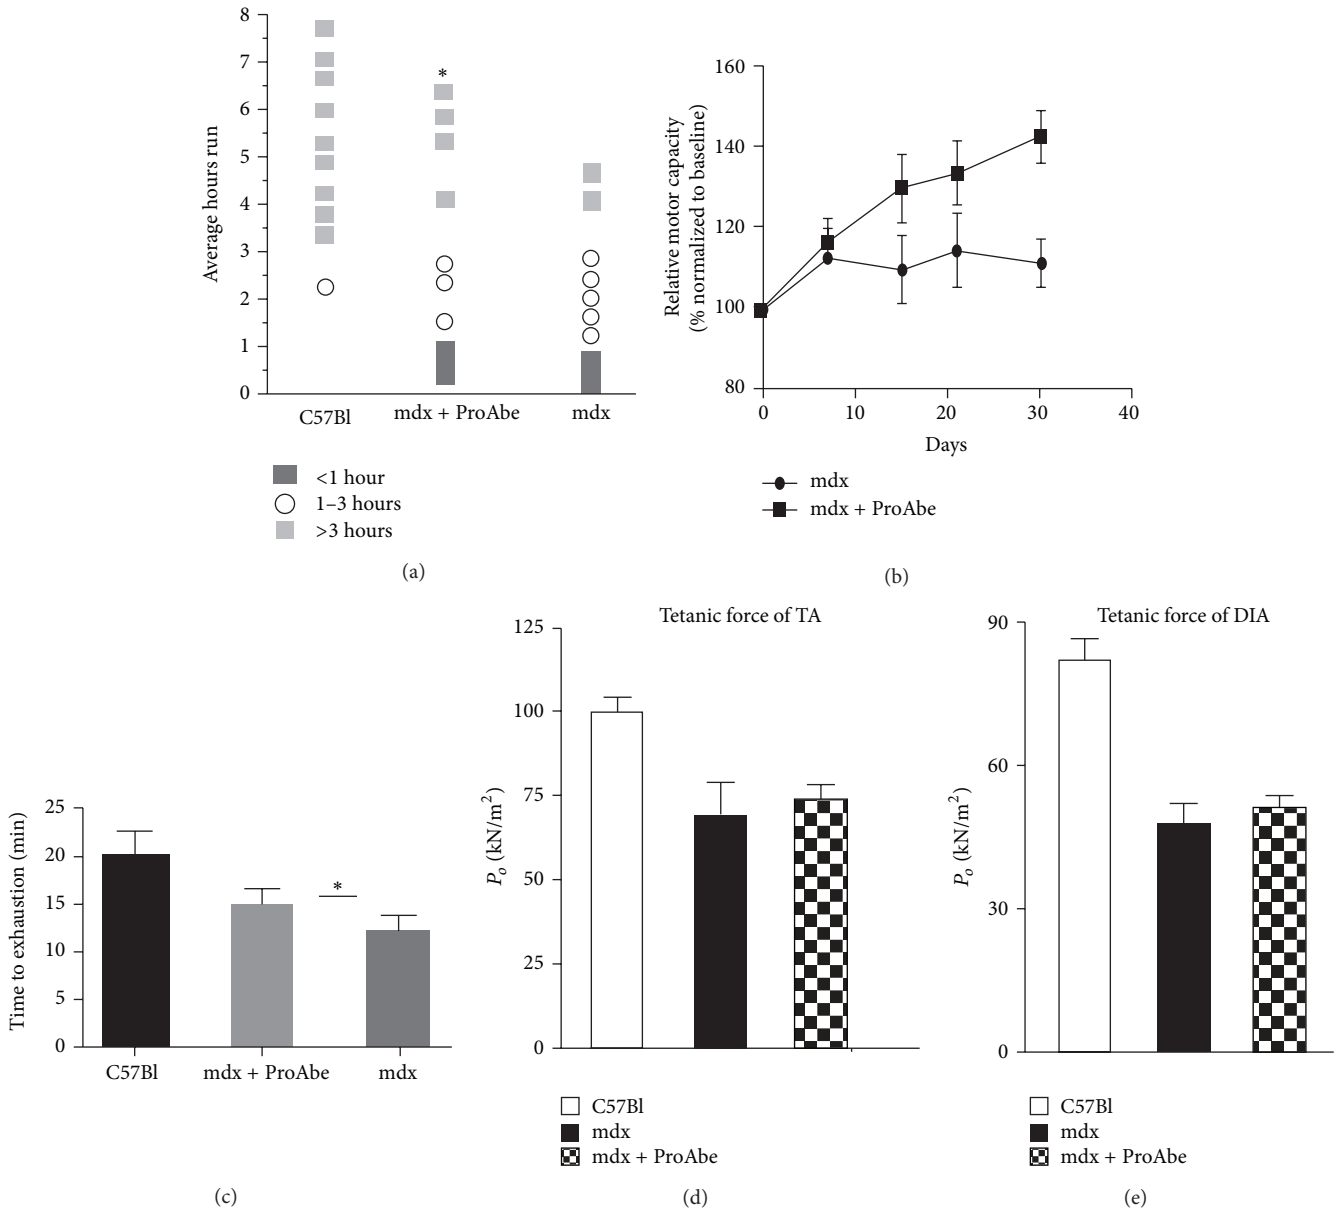 8
7
6
5
4
3
2
1
0
Average hours run
*
C57Bl
mdx + ProAbe
mdx
<1 hour
1–3 hours
>3 hours
(a)
160
140
120
100
80
Relative motor capacity
(% normalized to baseline)
0 10 20 30 40
Days
mdx
mdx + ProAbe
(b)
25
20
15
10
5
0
Time to exhaustion (min)
*
C57Bl
mdx + ProAbe
mdx
(c)
Tetanic force of TA
125
100
75
50
25
0
Po (kN/m²)
C57Bl
mdx
mdx + ProAbe
(d)
Tetanic force of DIA
90
60
30
0
Po (kN/m²)
C57Bl
mdx
mdx + ProAbe
(e)